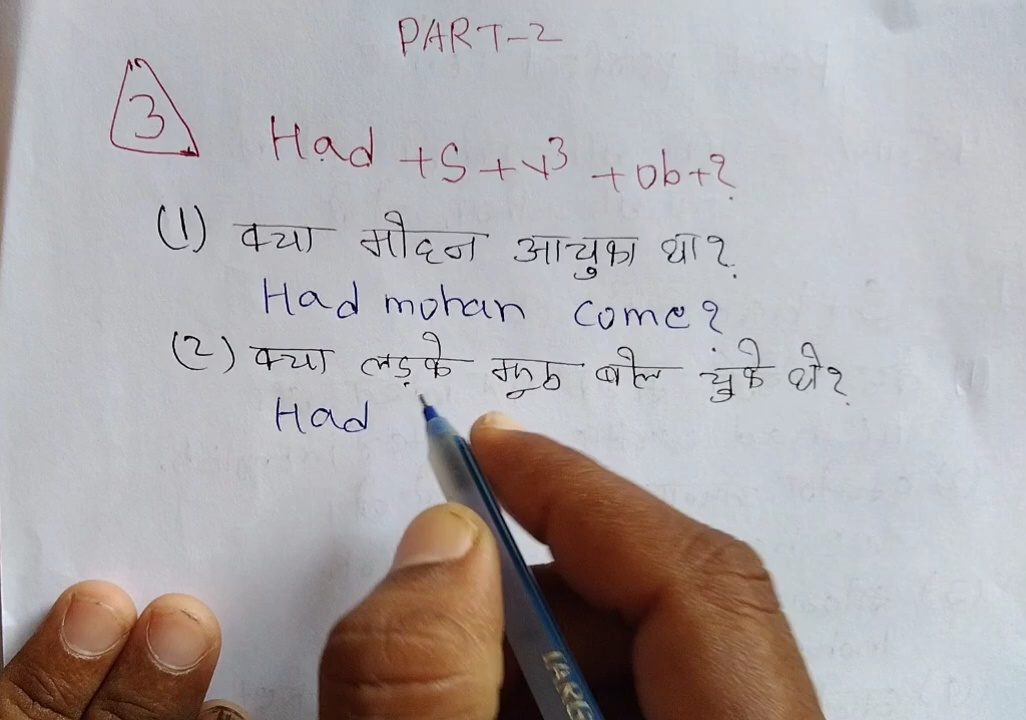 PART-2
3
Had + S + v³ + ob + ?
(1) क्या मोहन आ चुका था?
Had mohan come?
(2) क्या लड़के झूठ बोल चुके थे?
Had